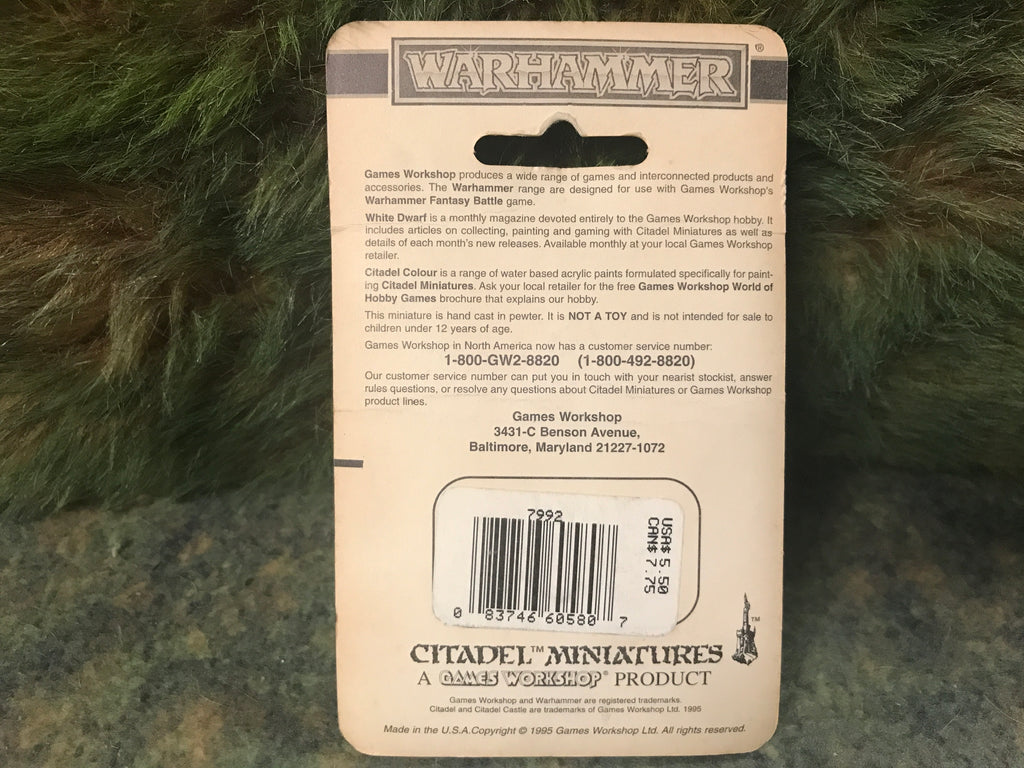 WARHAMMER ®
Games Workshop produces a wide range of games and interconnected products and
accessories. The Warhammer range are designed for use with Games Workshop's
Warhammer Fantasy Battle game.
White Dwarf is a monthly magazine devoted entirely to the Games Workshop hobby. It
includes articles on collecting, painting and gaming with Citadel Miniatures as well as
details of each month's new releases. Available monthly at your local Games Workshop
retailer.
Citadel Colour is a range of water based acrylic paints formulated specifically for paint-
ing Citadel Miniatures. Ask your local retailer for the free Games Workshop World of
Hobby Games brochure that explains our hobby.
This miniature is hand cast in pewter. It is NOT A TOY and is not intended for sale to
children under 12 years of age.
Games Workshop in North America now has a customer service number:
1-800-GW2-8820 (1-800-492-8820)
Our customer service number can put you in touch with your nearist stockist, answer
rules questions, or resolve any questions about Citadel Miniatures or Games Workshop
product lines.
Games Workshop
3431-C Benson Avenue,
Baltimore, Maryland 21227-1072
7992
USA$ 5.50
CAN$ 7.75
0 83746 60580 7
CITADEL™ MINIATURES ™
A GAMES WORKSHOP® PRODUCT
Games Workshop and Warhammer are registered trademarks.
Citadel and Citadel Castle are trademarks of Games Workshop Ltd. 1995
Made in the U.S.A.Copyright © 1995 Games Workshop Ltd. All rights reserved.